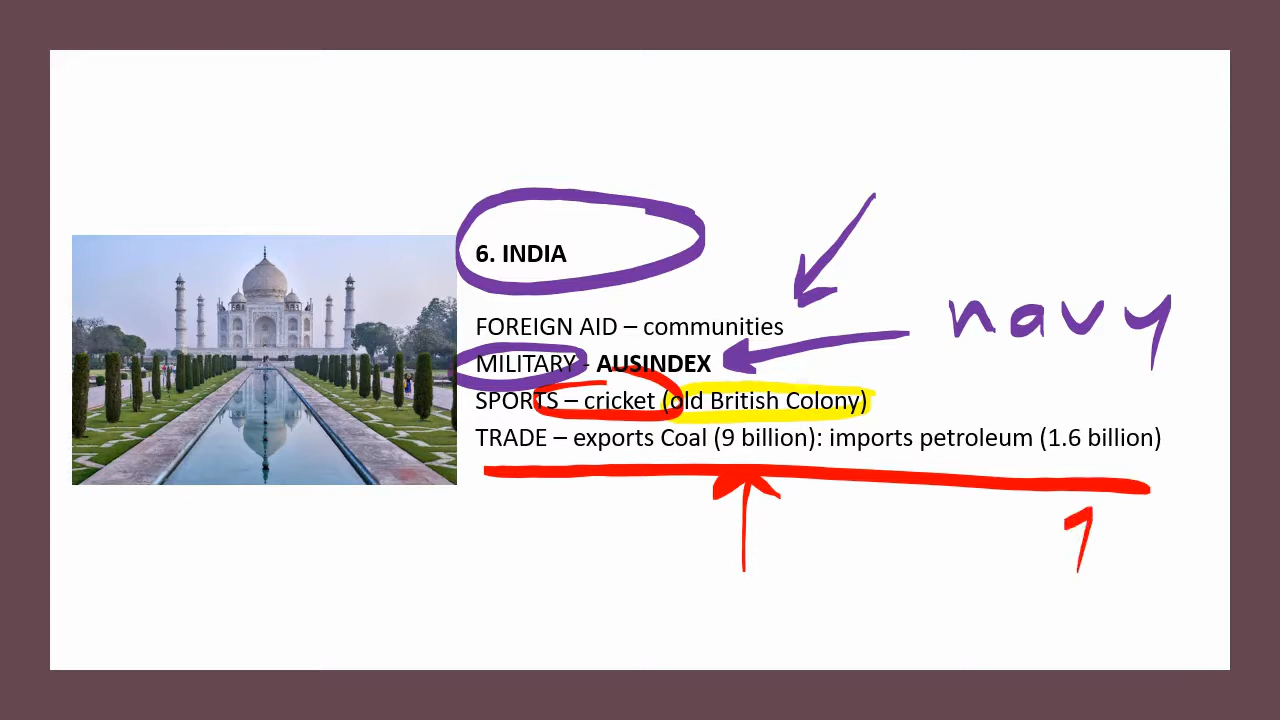 6. INDIA
FOREIGN AID – communities
MILITARY - AUSINDEX
navy
SPORTS – cricket (old British Colony)
TRADE – exports Coal (9 billion): imports petroleum (1.6 billion)